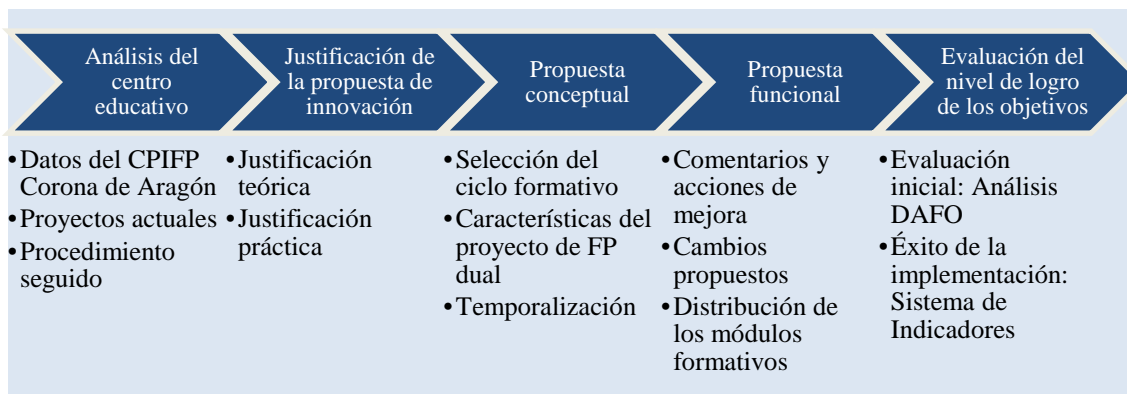 Análisis del
centro
educativo
Justificación de
la propuesta de
innovación
Propuesta
conceptual
Propuesta
funcional
Evaluación del
nivel de logro
de los objetivos
•Datos del CPIFP
Corona de Aragón
•Proyectos actuales
•Procedimiento
seguido
•Justificación
teórica
•Justificación
práctica
•Selección del
ciclo formativo
•Características del
proyecto de FP
dual
•Temporalización
•Comentarios y
acciones de
mejora
•Cambios
propuestos
•Distribución de
los módulos
formativos
•Evaluación
inicial: Análisis
DAFO
•Éxito de la
implementación:
Sistema de
Indicadores